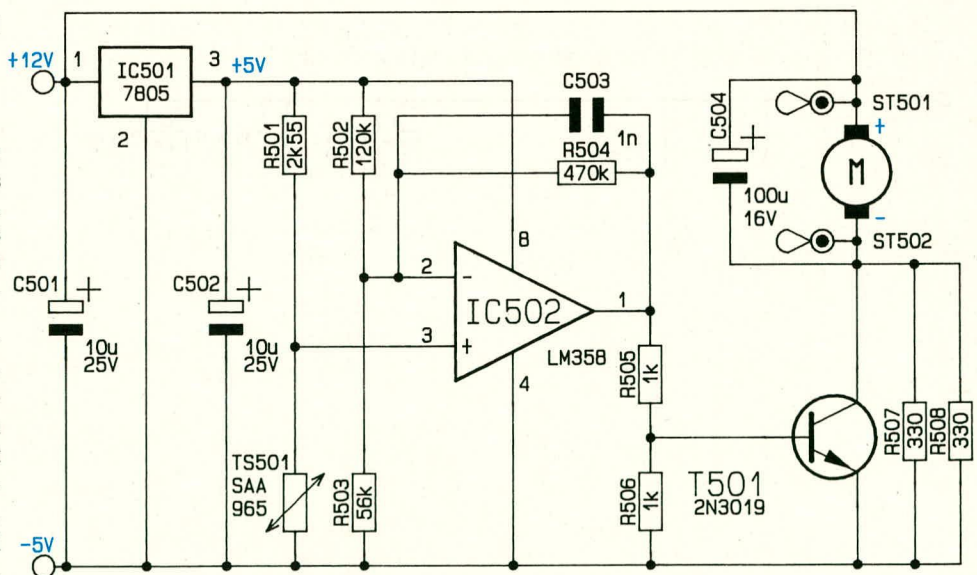 +12V
1
IC501
7805
3
+5V
2
R501
2k55
R502
120k
C503
1n
R504
470k
C504
+
100u
16V
ST501
+
M
-
ST502
C501
+
10u
25V
C502
+
10u
25V
8
2
-
IC502
3
+
1
LM358
4
R505
1k
TS501
SAA
965
R503
56k
R506
1k
T501
2N3019
R507
330
R508
330
-5V